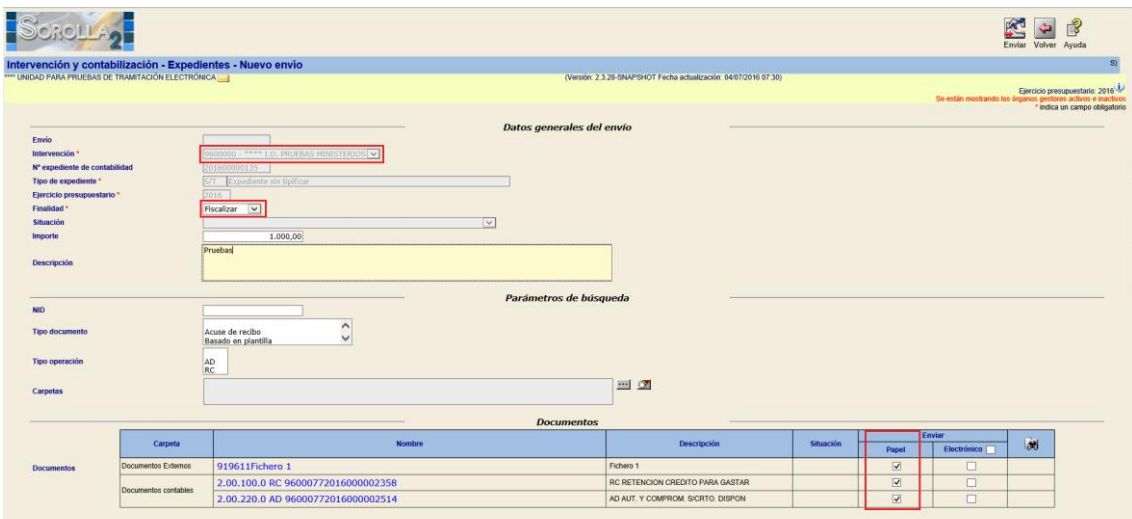 SOROLLA2
Enviar Volver Ayuda
Intervención y contabilización - Expedientes - Nuevo envío S)
**** UNIDAD PARA PRUEBAS DE TRAMITACIÓN ELECTRÓNICA (Versión: 2.3.28-SNAPSHOT Fecha actualización: 04/07/2016 07:30)
Ejercicio presupuestario: 2016
Se están mostrando los órganos gestores activos e inactivos
* indica un campo obligatorio
Datos generales del envío
Envío
Intervención * 9600000 - **** I.D. PRUEBAS MINISTERIOS
Nº expediente de contabilidad 201600000135
Tipo de expediente * S/T Expediente sin tipificar
Ejercicio presupuestario * 2016
Finalidad * Fiscalizar
Situación
Importe 1.000,00
Descripción Pruebas
Parámetros de búsqueda
NID
Tipo documento Acuse de recibo
Basado en plantilla
Tipo operación AD
RC
Carpetas
Documentos
Carpeta Nombre Descripción Situación Enviar
Papel Electrónico
Documentos Documentos Externos 919611Fichero 1 Fichero 1
Documentos contables 2.00.100.0 RC 96000772016000002358 RC RETENCION CREDITO PARA GASTAR
2.00.220.0 AD 96000772016000002514 AD AUT. Y COMPROM. S/CRTO. DISPON